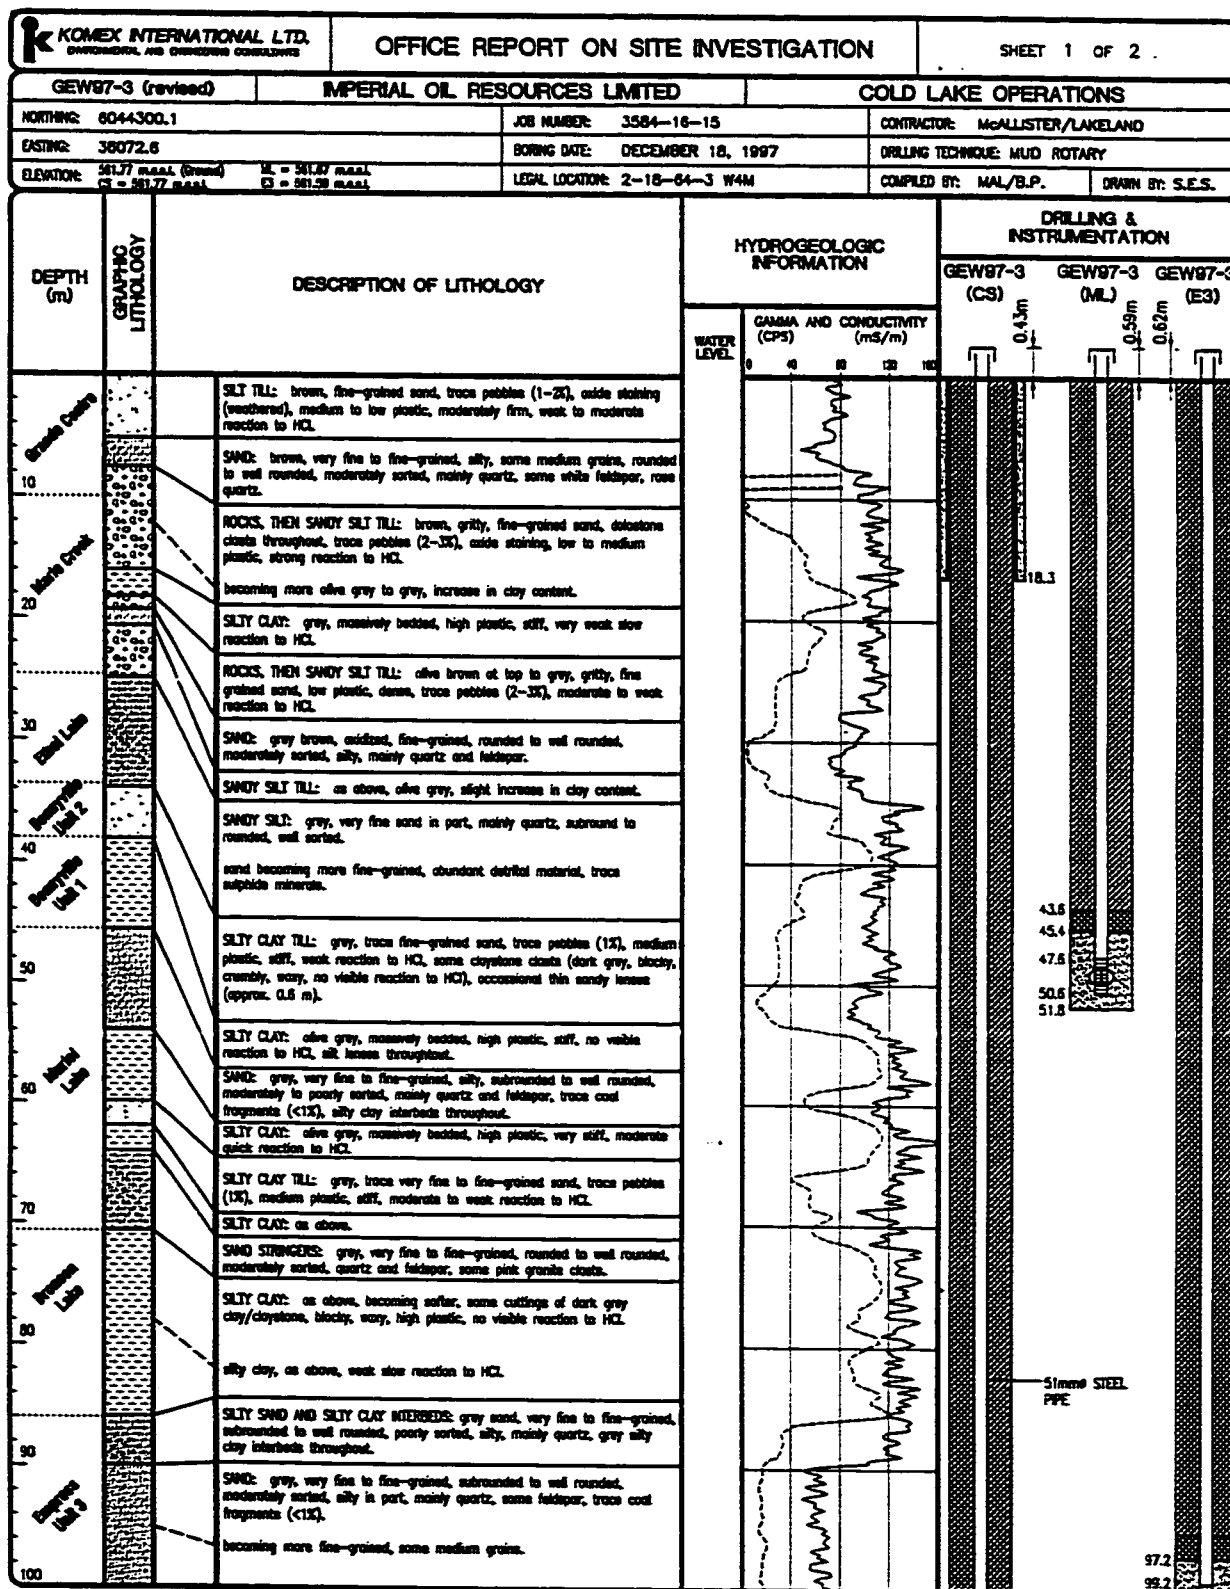 KOMEX INTERNATIONAL LTD.
ENVIRONMENTAL AND ENGINEERING CONSULTANTS
OFFICE REPORT ON SITE INVESTIGATION
SHEET 1 OF 2
GEW97-3 (revised)
IMPERIAL OIL RESOURCES LIMITED
COLD LAKE OPERATIONS
NORTHING: 6044300.1
JOB NUMBER: 3584-16-15
CONTRACTOR: McALLISTER/LAKELAND
EASTING: 36072.6
BORING DATE: DECEMBER 18, 1997
DRILLING TECHNIQUE: MUD ROTARY
ELEVATION: 561.77 m.a.s.l. (Ground)
CS = 561.77 m.a.s.l.
LEGAL LOCATION: 2-16-64-3 W4M
COMPILED BY: MAL/B.P.
DRAWN BY: S.E.S.
DEPTH
(m)
GRAPHIC
LITHOLOGY
DESCRIPTION OF LITHOLOGY
HYDROGEOLOGIC
INFORMATION
WATER
LEVEL
GAMMA AND CONDUCTIVITY
(CPS) (mS/m)
0 40 80 120 160
DRILLING &
INSTRUMENTATION
GEW97-3
(CS)
GEW97-3
(ML)
GEW97-3
(E3)
0.43m
0.59m
0.62m
Grande Centre
SILT TILL: brown, fine-grained sand, trace pebbles (1-2%), oxide staining
(weathered), medium to low plastic, moderately firm, weak to moderate
reaction to HCL
SAND: brown, very fine to fine-grained, silty, some medium grains, rounded
to well rounded, moderately sorted, mainly quartz, some white feldspar, rose
quartz.
10
Marie Creek
ROCKS, THEN SANDY SILT TILL: brown, gritty, fine-grained sand, dolostone
clasts throughout, trace pebbles (2-3%), oxide staining, low to medium
plastic, strong reaction to HCL
becoming more olive grey to grey, increase in clay content.
18.3
20
SILTY CLAY: grey, massively bedded, high plastic, stiff, very weak slow
reaction to HCL
ROCKS, THEN SANDY SILT TILL: olive brown at top to grey, gritty, fine
grained sand, low plastic, dense, trace pebbles (2-3%), moderate to weak
reaction to HCL
30
Ethel Lake
SAND: grey brown, oxidized, fine-grained, rounded to well rounded,
moderately sorted, silty, mainly quartz and feldspar.
SANDY SILT TILL: as above, olive grey, slight increase in clay content.
Bonnyville
Unit 2
SANDY SILT: grey, very fine sand in part, mainly quartz, subround to
rounded, well sorted.
40
sand becoming more fine-grained, abundant detrital material, trace
sulphide minerals.
Bonnyville
Unit 1
43.6
45.4
47.6
50.6
51.8
50
SILTY CLAY TILL: grey, trace fine-grained sand, trace pebbles (1%), medium
plastic, stiff, weak reaction to HCL, some claystone clasts (dark grey, blocky,
crumbly, waxy, no visible reaction to HCl), occassional thin sandy lenses
(approx. 0.6 m).
SILTY CLAY: olive grey, massively bedded, high plastic, stiff, no visible
reaction to HCL, silt lenses throughtout.
Muriel
Lake
60
SAND: grey, very fine to fine-grained, silty, subrounded to well rounded,
moderately to poorly sorted, mainly quartz and feldspar, trace coal
fragments (<1%), silty clay interbeds throughout.
SILTY CLAY: olive grey, massively bedded, high plastic, very stiff, moderate
quick reaction to HCL
SILTY CLAY TILL: grey, trace very fine to fine-grained sand, trace pebbles
(1%), medium plastic, stiff, moderate to weak reaction to HCL.
70
SILTY CLAY: as above.
SAND STRINGERS: grey, very fine to fine-grained, rounded to well rounded,
moderately sorted, quartz and feldspar, some pink granite clasts.
Bronson
Lake
SILTY CLAY: as above, becoming softer, some cuttings of dark grey
clay/claystone, blocky, waxy, high plastic, no visible reaction to HCL
80
silty clay, as above, weak slow reaction to HCL
51mmø STEEL
PIPE
SILTY SAND AND SILTY CLAY INTERBEDS: grey sand, very fine to fine-grained,
subrounded to well rounded, poorly sorted, silty, mainly quartz, grey silty
clay interbeds throughout.
90
Empress
Unit 3
SAND: grey, very fine to fine-grained, subrounded to well rounded,
moderately sorted, silty in part, mainly quartz, some feldspar, trace coal
fragments (<1%).
becoming more fine-grained, some medium grains.
97.2
99.2
100